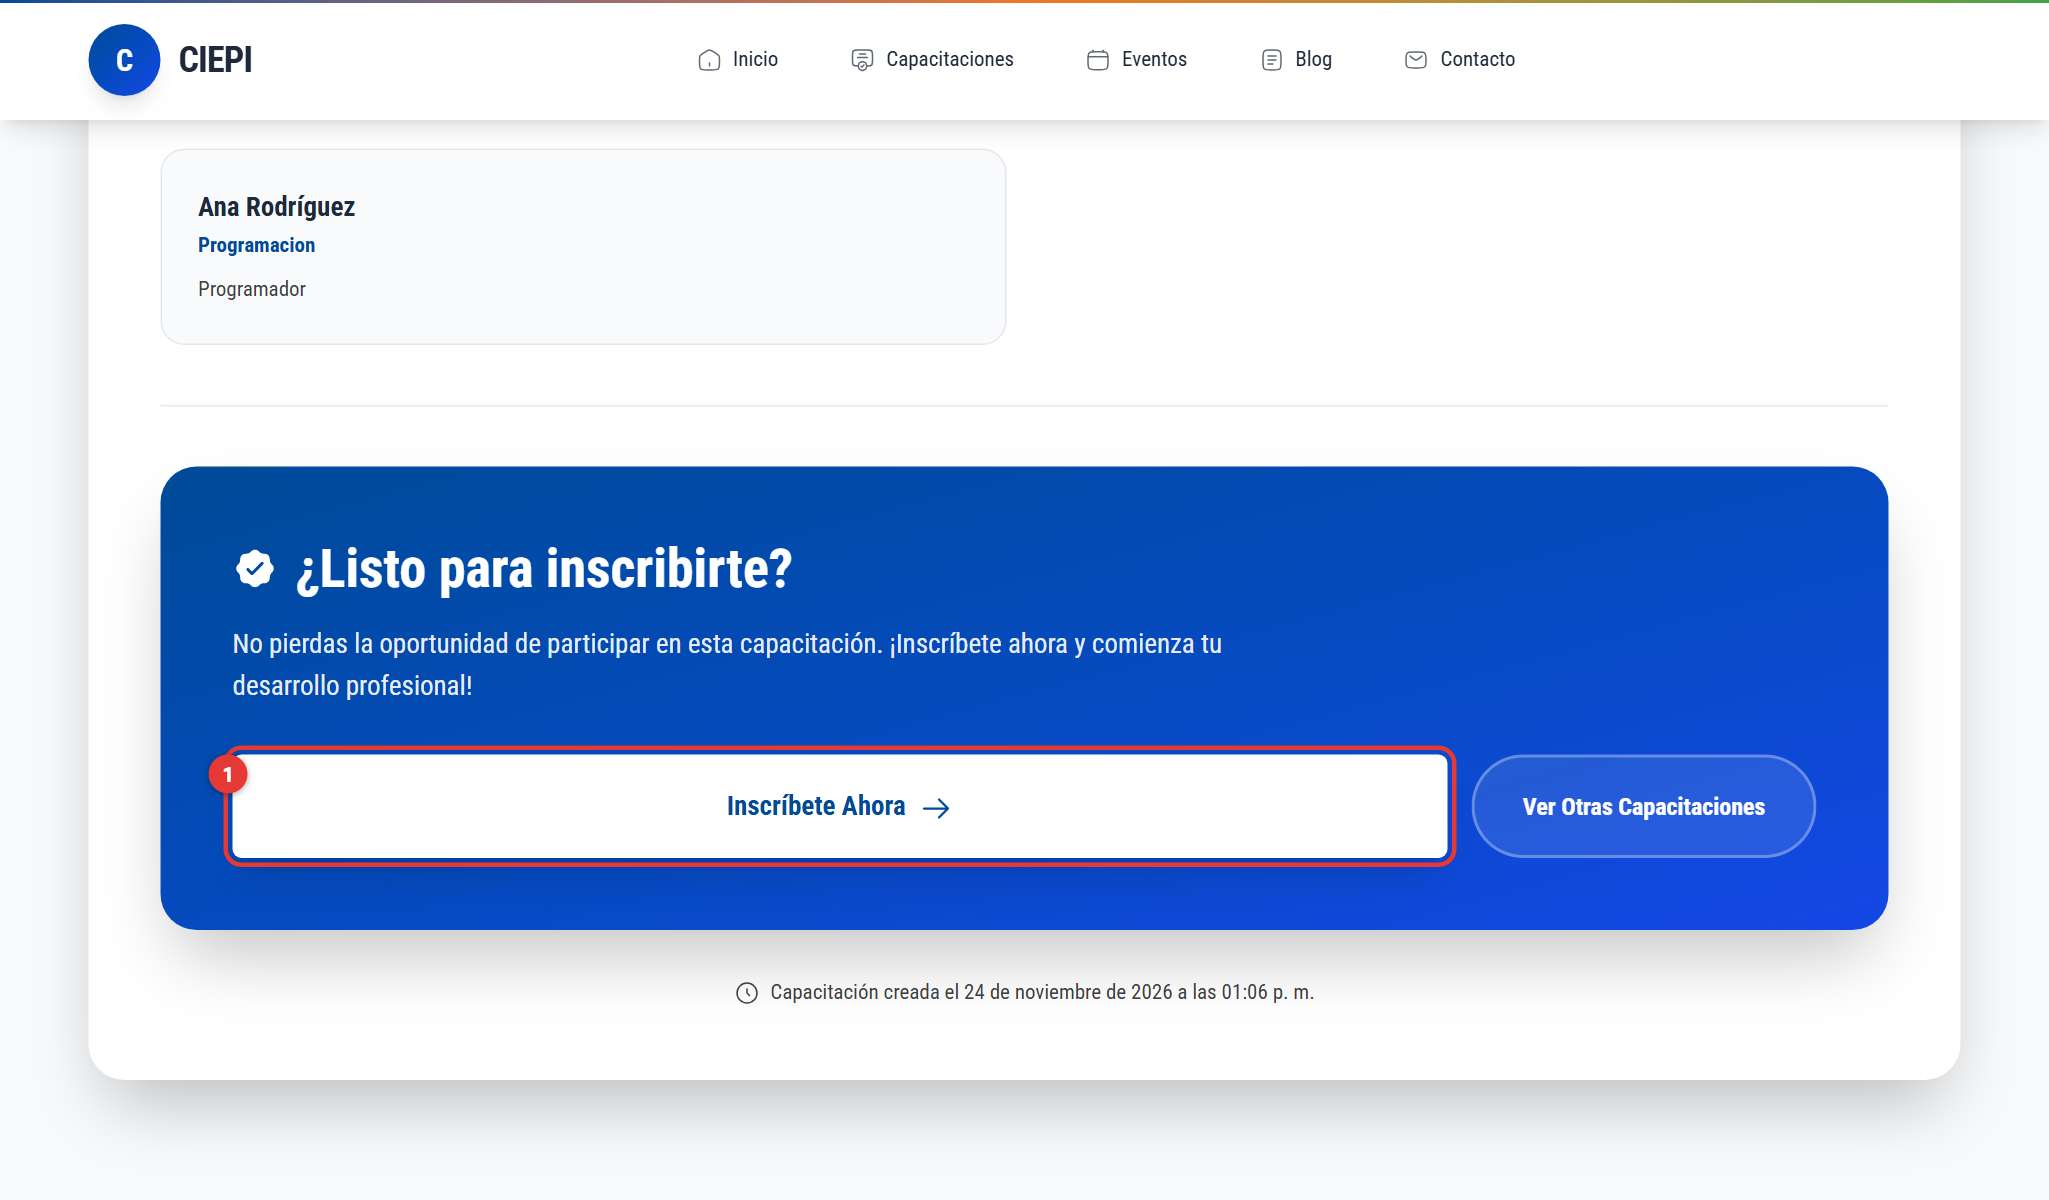 C CIEPI Inicio Capacitaciones Eventos Blog Contacto
Ana Rodríguez
Programacion
Programador
¿Listo para inscribirte?
No pierdas la oportunidad de participar en esta capacitación. ¡Inscríbete ahora y comienza tu
desarrollo profesional!
1
Inscríbete Ahora
Ver Otras Capacitaciones
Capacitación creada el 24 de noviembre de 2026 a las 01:06 p. m.